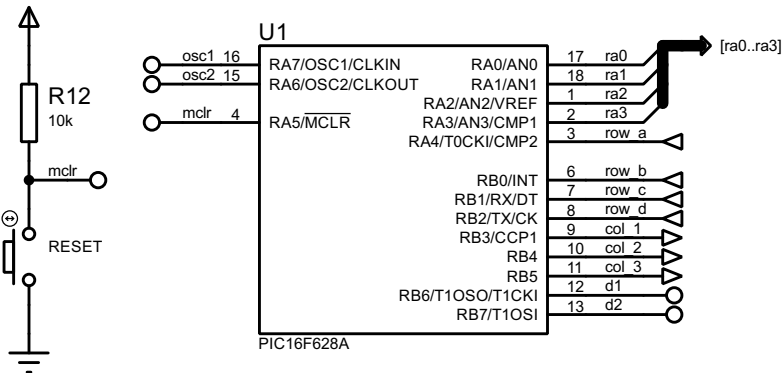 R12
10k
mclr
RESET
U1
osc1 16 RA7/OSC1/CLKIN
osc2 15 RA6/OSC2/CLKOUT
mclr 4 RA5/MCLR
RA0/AN0 17 ra0
RA1/AN1 18 ra1
RA2/AN2/VREF 1 ra2
RA3/AN3/CMP1 2 ra3
RA4/T0CKI/CMP2 3 row_a
RB0/INT 6 row_b
RB1/RX/DT 7 row_c
RB2/TX/CK 8 row_d
RB3/CCP1 9 col_1
RB4 10 col_2
RB5 11 col_3
RB6/T1OSO/T1CKI 12 d1
RB7/T1OSI 13 d2
PIC16F628A
[ra0..ra3]